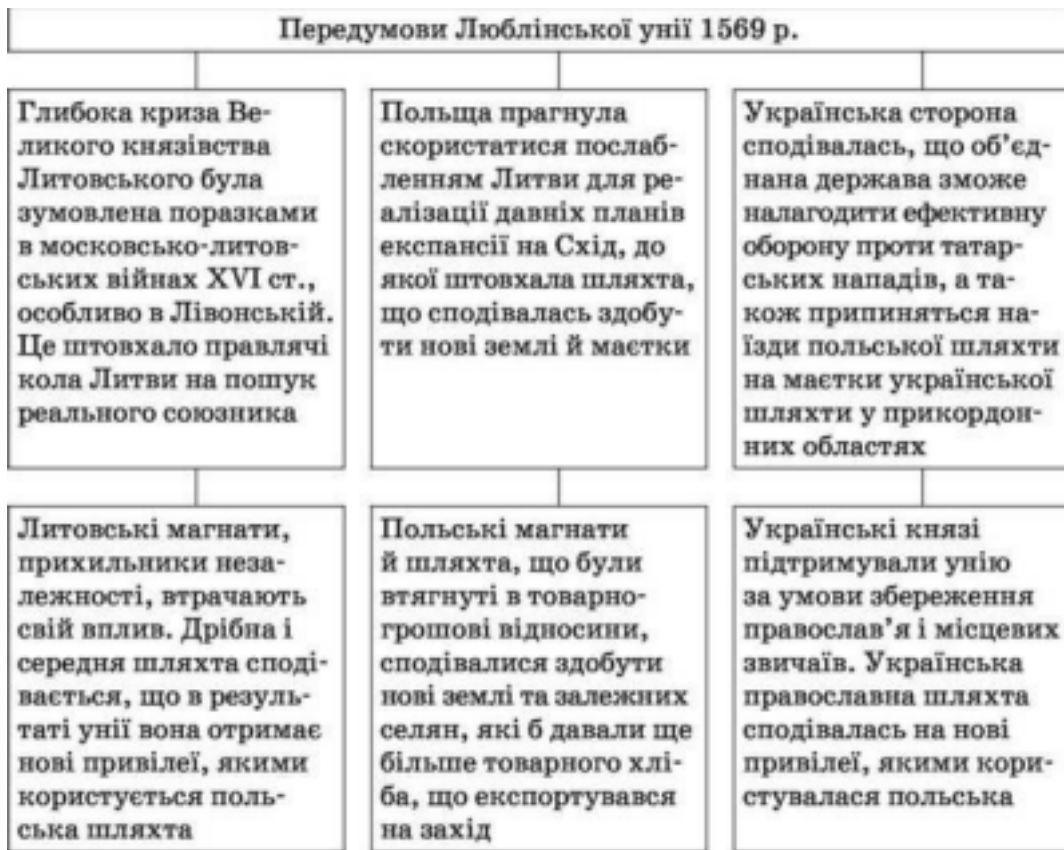 Передумови Люблінської унії 1569 р.
Глибока криза Ве-
ликого князівства
Литовського була
зумовлена поразками
в московсько-литов-
ських війнах XVI ст.,
особливо в Лівонській.
Це штовхало правлячі
кола Литви на пошук
реального союзника
Польща прагнула
скористатися послаб-
ленням Литви для ре-
алізації давніх планів
експансії на Схід, до
якої штовхала шляхта,
що сподівалась здобу-
ти нові землі й маєтки
Українська сторона
сподівалась, що об’єд-
нана держава зможе
налагодити ефективну
оборону проти татар-
ських нападів, а та-
кож припиняться на-
їзди польської шляхти
на маєтки української
шляхти у прикордон-
них областях
Литовські магнати,
прихильники неза-
лежності, втрачають
свій вплив. Дрібна і
середня шляхта споді-
вається, що в резуль-
таті унії вона отримає
нові привілеї, якими
користується поль-
ська шляхта
Польські магнати
й шляхта, що були
втягнуті в товарно-
грошові відносини,
сподівалися здобути
нові землі та залежних
селян, які б давали ще
більше товарного хлі-
ба, що експортувався
на захід
Українські князі
підтримували унію
за умови збереження
православ’я і місцевих
звичаїв. Українська
православна шляхта
сподівалась на нові
привілеї, якими кори-
стувалася польська